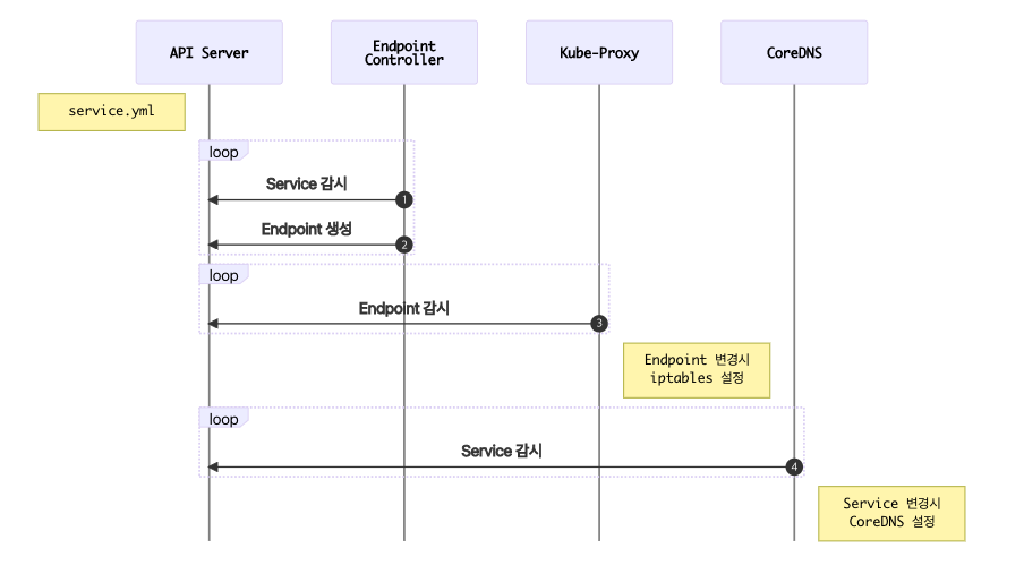 API Server
Endpoint
Controller
Kube-Proxy
CoreDNS
service.yml
loop
Service 감시
1
Endpoint 생성
2
loop
Endpoint 감시
3
Endpoint 변경시
iptables 설정
loop
Service 감시
4
Service 변경시
CoreDNS 설정